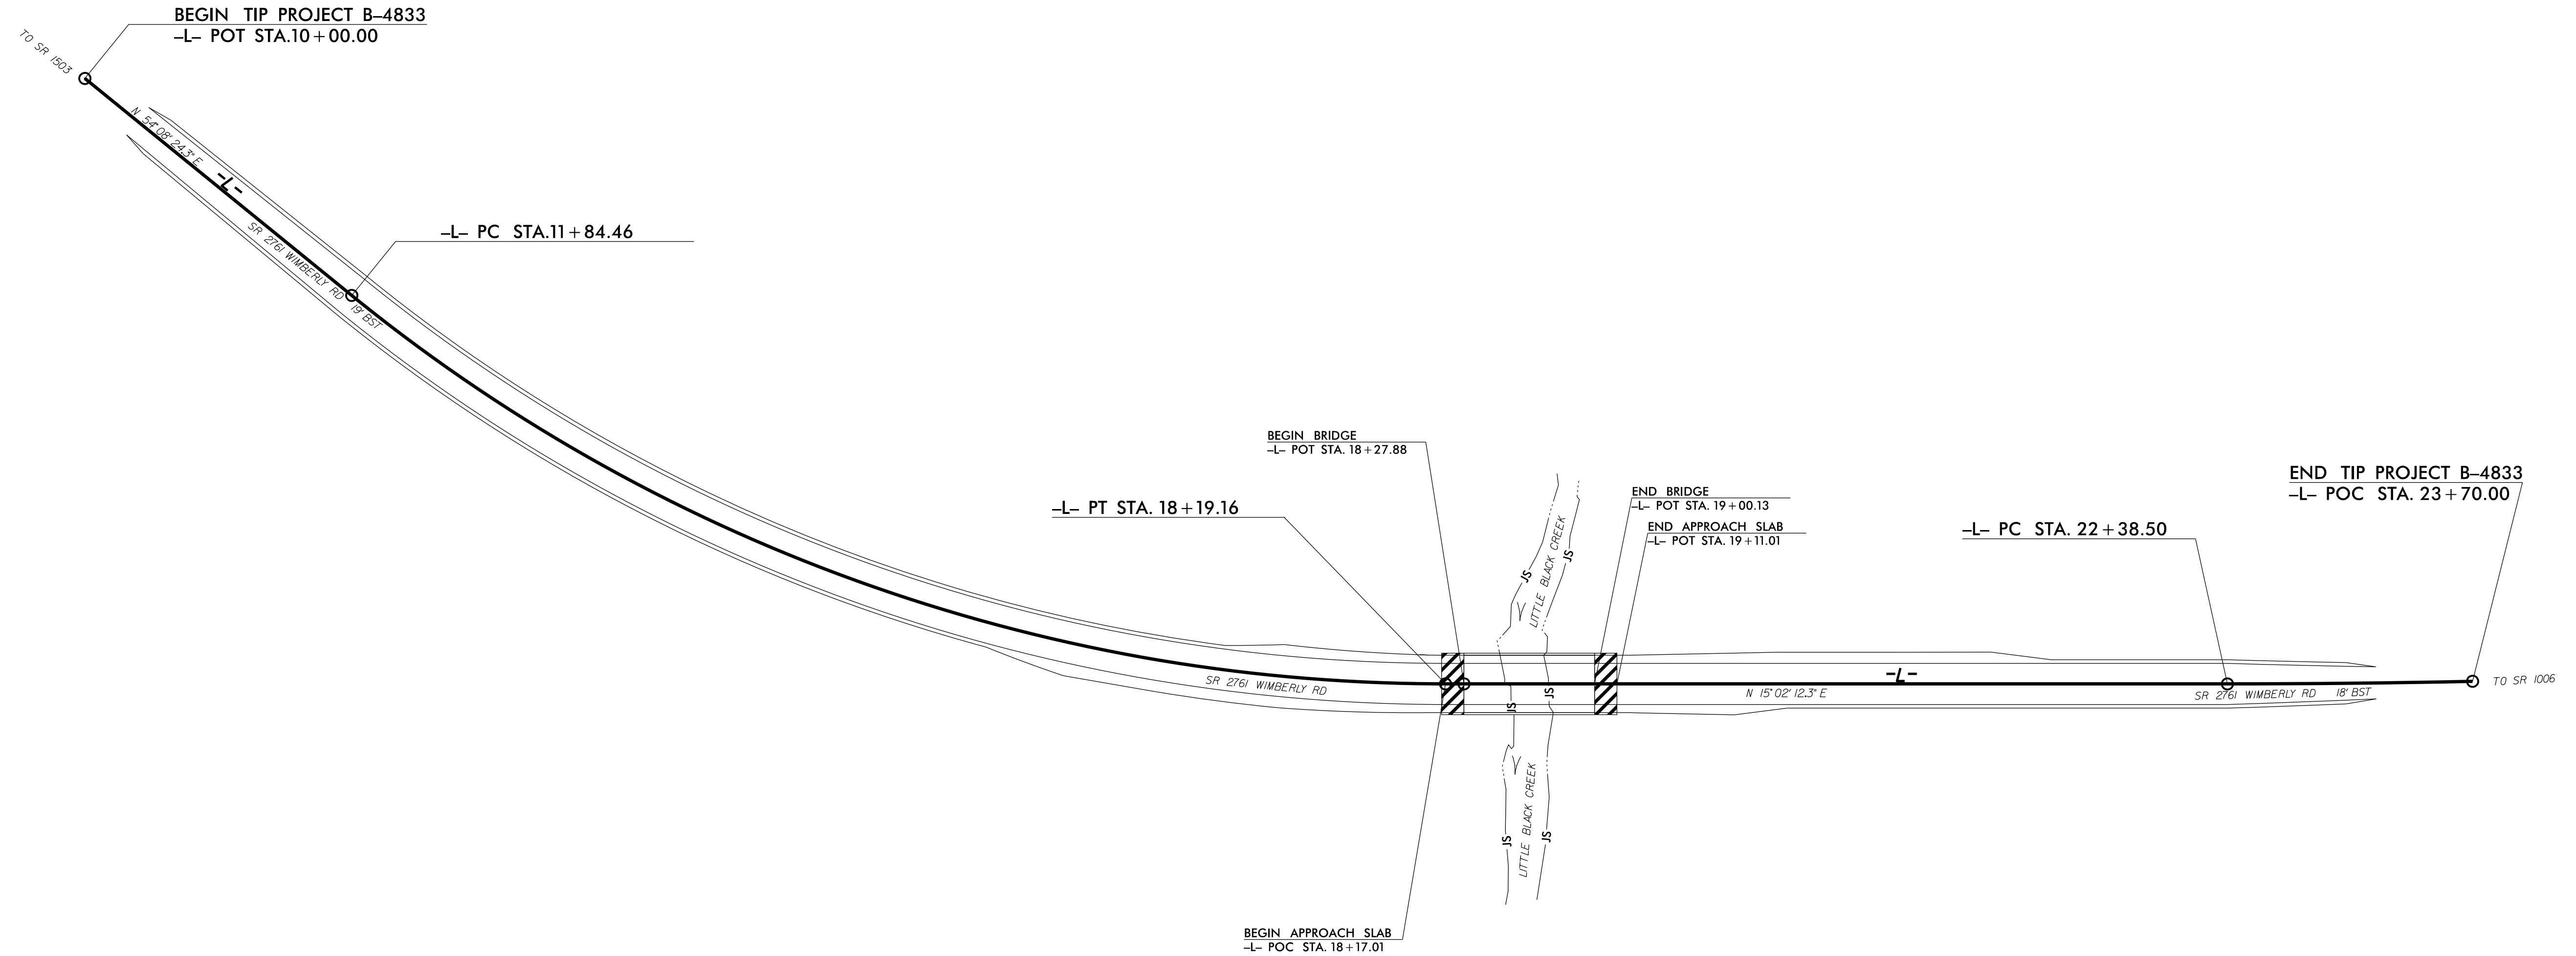 BEGIN TIP PROJECT B–4833
–L– POT STA.10+00.00
TO SR 1503
N 54° 08' 24.3" E
–L–
SR 2761 WIMBERLY RD
19' BST
–L– PC STA.11+84.46
BEGIN BRIDGE
–L– POT STA. 18+27.88
–L– PT STA. 18+19.16
END BRIDGE
–L– POT STA. 19+00.13
END APPROACH SLAB
–L– POT STA. 19+11.01
END TIP PROJECT B–4833
–L– POC STA. 23+70.00
–L– PC STA. 22+38.50
JS
JS
LITTLE BLACK CREEK
SR 2761 WIMBERLY RD
JS
JS
N 15° 02' 12.3" E
–L–
SR 2761 WIMBERLY RD
18' BST
TO SR 1006
LITTLE BLACK CREEK
JS
JS
BEGIN APPROACH SLAB
–L– POC STA. 18+17.01